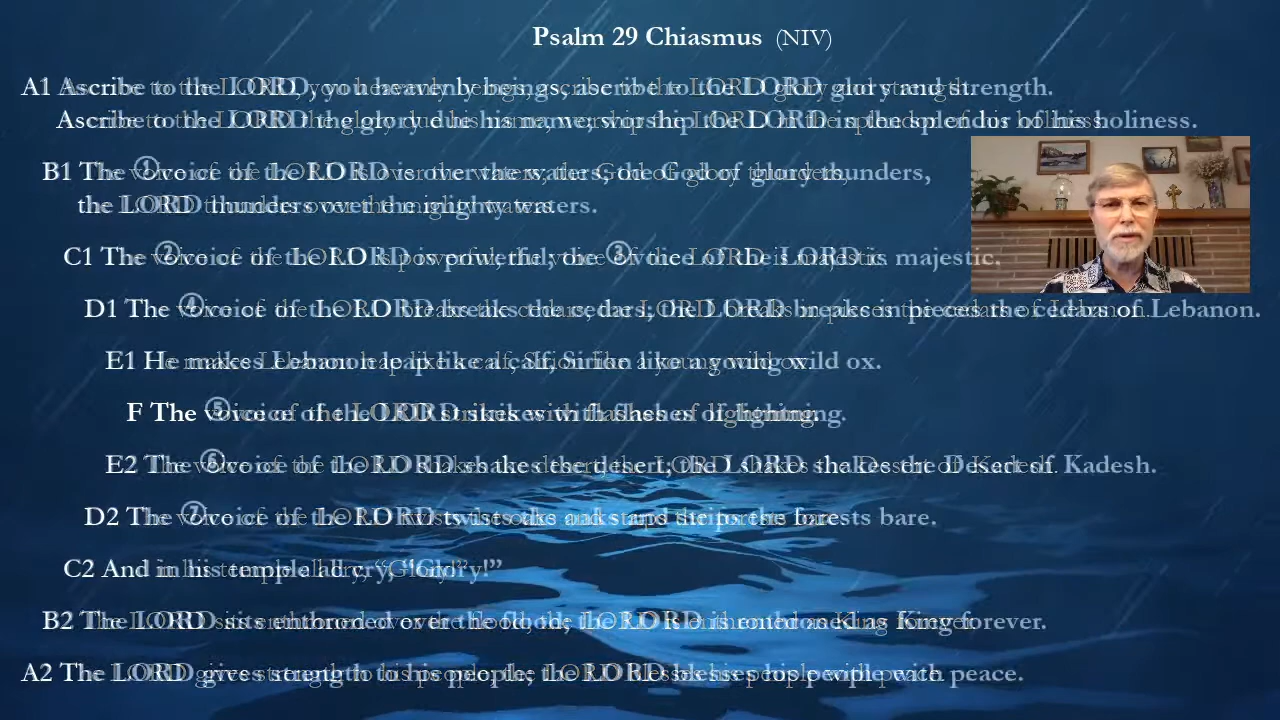 Psalm 29 Chiasmus (NIV)
A1 Ascribe to the LORD, you heavenly beings, ascribe to the LORD glory and strength.
Ascribe to the LORD the glory due his name; worship the LORD in the splendor of his holiness.
B1 The ① voice of the LORD is over the waters; the God of glory thunders,
the LORD thunders over the mighty waters.
C1 The ② voice of the LORD is powerful; the ③ voice of the LORD is majestic.
D1 The ④ voice of the LORD breaks the cedars; the LORD breaks in pieces the cedars of Lebanon.
E1 He makes Lebanon leap like a calf, Sirion like a young wild ox.
F The ⑤ voice of the LORD strikes with flashes of lightning.
E2 The ⑥ voice of the LORD shakes the desert; the LORD shakes the Desert of Kadesh.
D2 The ⑦ voice of the LORD twists the oaks and strips the forests bare.
C2 And in his temple all cry, “Glory!”
B2 The LORD sits enthroned over the flood; the LORD is enthroned as King forever.
A2 The LORD gives strength to his people; the LORD blesses his people with peace.